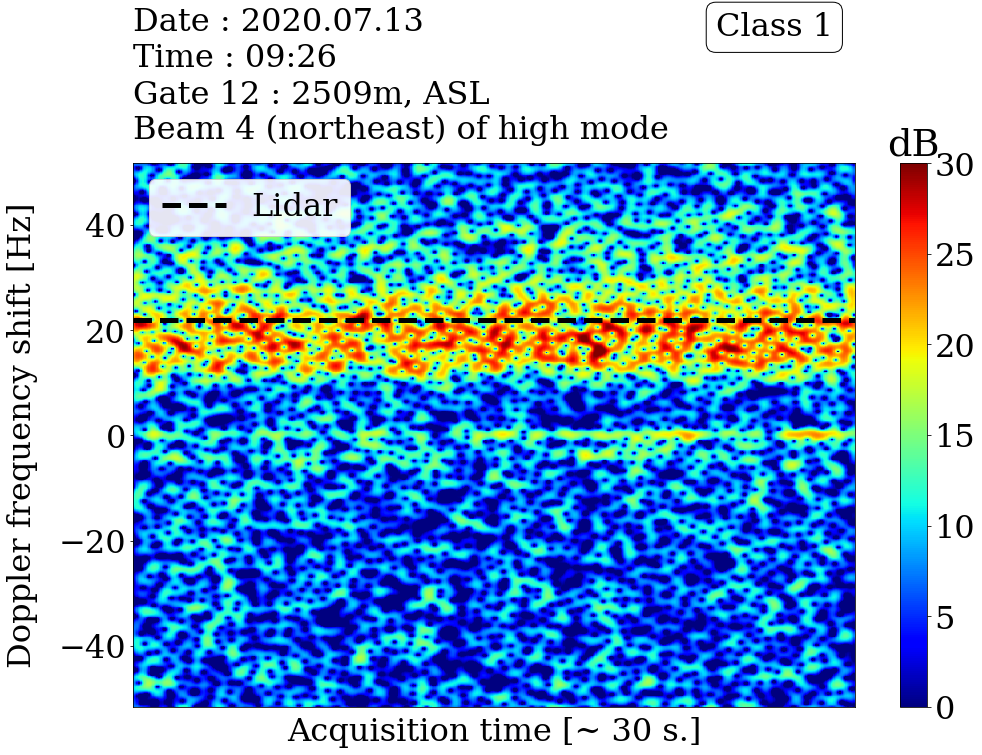 Date : 2020.07.13
Class 1
Time : 09:26
Gate 12 : 2509m, ASL
Beam 4 (northeast) of high mode
dB
Lidar
Doppler frequency shift [Hz]
40
20
0
−20
−40
30
25
20
15
10
5
0
Acquisition time [~ 30 s.]